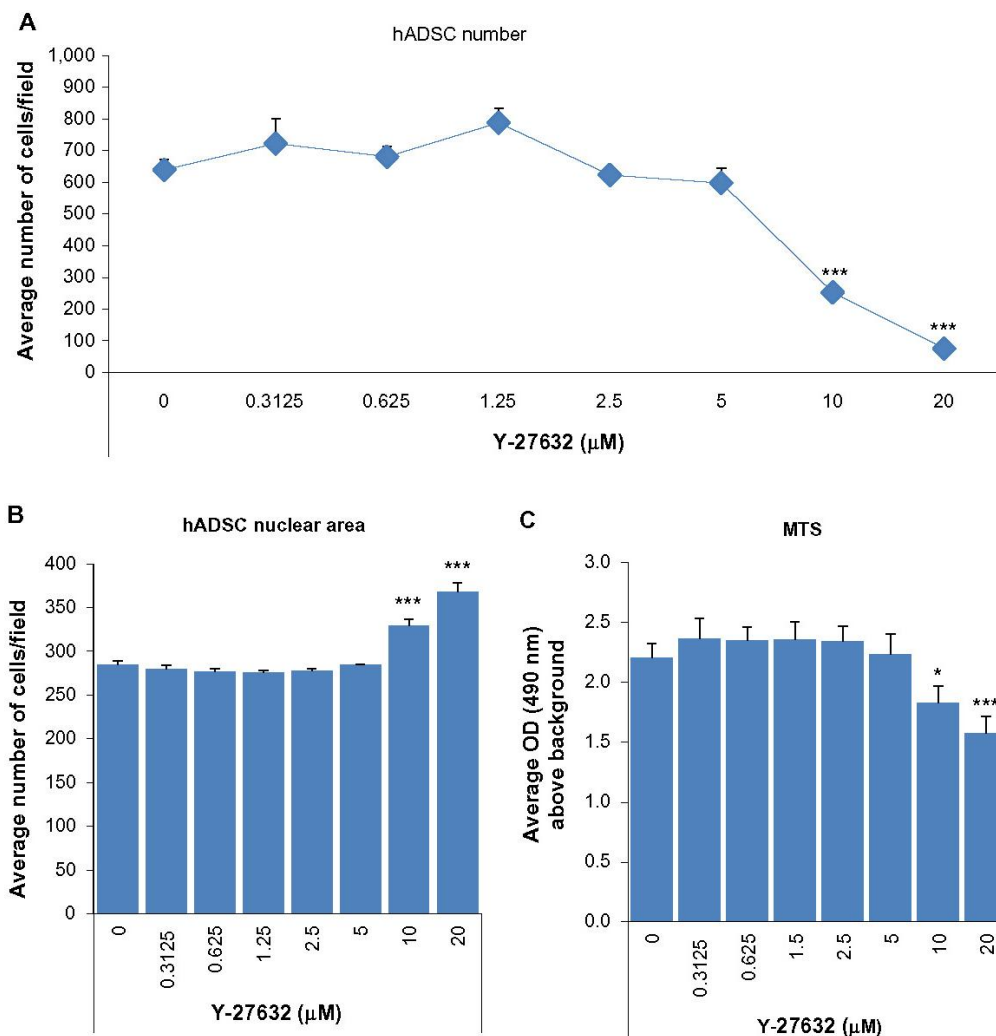 A
hADSC number
Average number of cells/field
1,000
900
800
700
600
500
400
300
200
100
0
***
***
0 0.3125 0.625 1.25 2.5 5 10 20
Y-27632 (µM)
B
hADSC nuclear area
Average number of cells/field
400
350
300
250
200
150
100
50
0
***
***
0 0.3125 0.625 1.25 2.5 5 10 20
Y-27632 (µM)
C
MTS
Average OD (490 nm)
above background
3.0
2.5
2.0
1.5
1.0
0.5
0.0
*
***
0 0.3125 0.625 1.5 2.5 5 10 20
Y-27632 (µM)